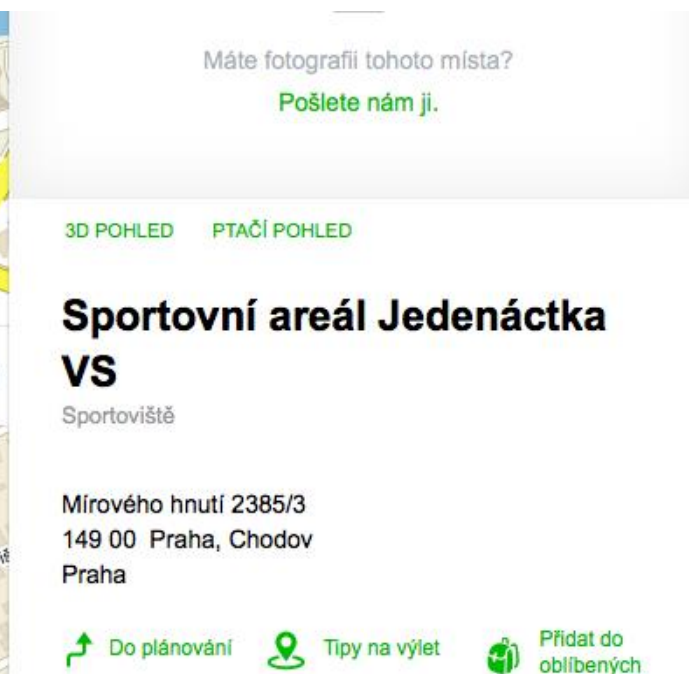 Máte fotografii tohoto místa?
Pošlete nám ji.
3D POHLED PTAČÍ POHLED
Sportovní areál Jedenáctka
VS
Sportoviště
Mírového hnutí 2385/3
149 00 Praha, Chodov
Praha
Do plánování Tipy na výlet Přidat do
oblíbených